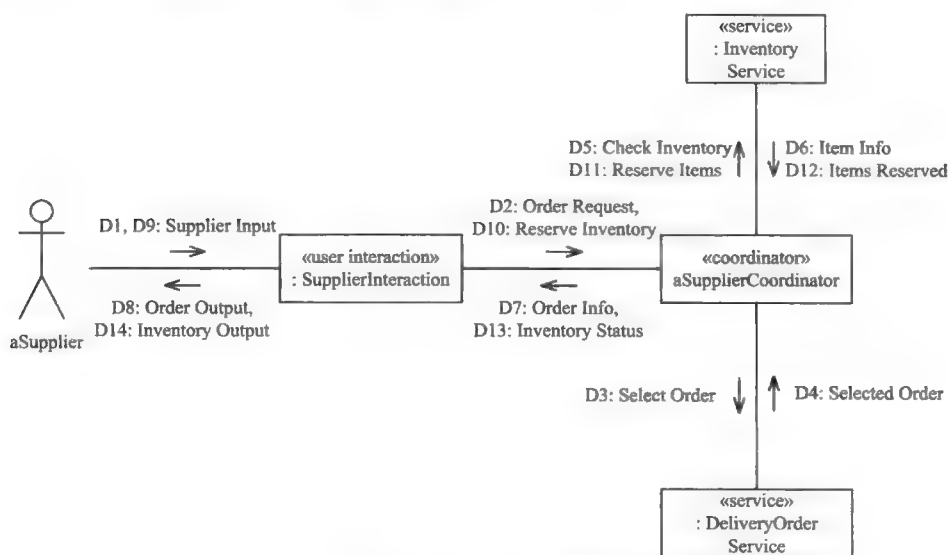 «service»
: Inventory
Service
D5: Check Inventory
D11: Reserve Items
D6: Item Info
D12: Items Reserved
D1, D9: Supplier Input
D2: Order Request,
D10: Reserve Inventory
«user interaction»
: SupplierInteraction
«coordinator»
aSupplierCoordinator
D8: Order Output,
D14: Inventory Output
D7: Order Info,
D13: Inventory Status
aSupplier
D3: Select Order
D4: Selected Order
«service»
: DeliveryOrder
Service